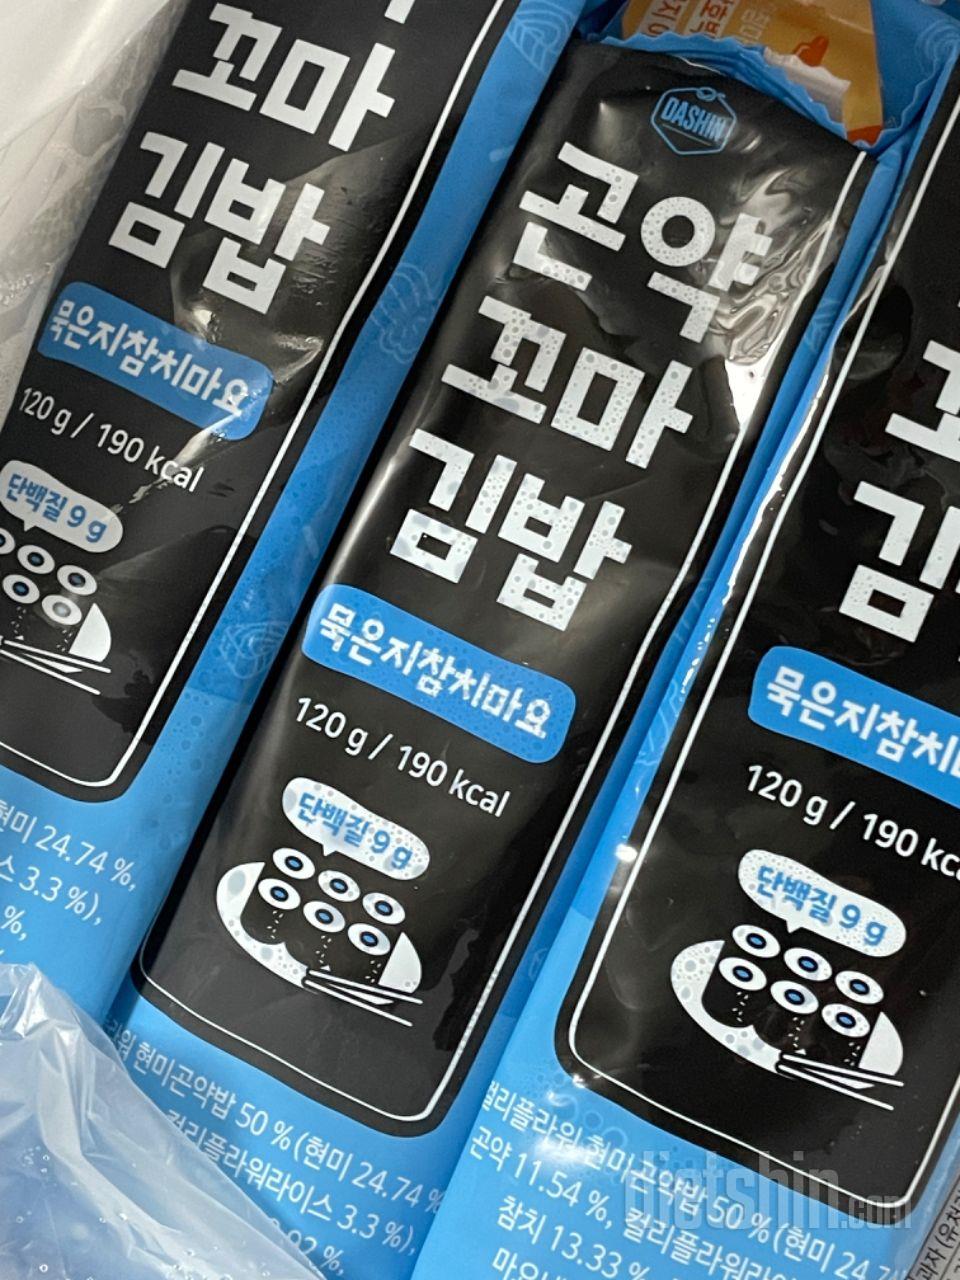 꼬마
김밥
묵은지참치마요
120 g / 190 kcal
단백질 9 g
현미 24.74 %,
스 3.3 %),
%,
DASHIN
곤약
꼬마
김밥
묵은지참치마요
120 g / 190 kcal
단백질 9 g
현미곤약밥 50 % (현미 24.74 %
컬리플라워라이스 3.3 %),
김
묵은지참치마
120 g / 190 kca
단백질 9 g
컬리플라워 현미곤약밥 50 % (현미 24.7
곤약 11.54 %, 컬리플라워라이
참치 13.33 %
dietshin.com